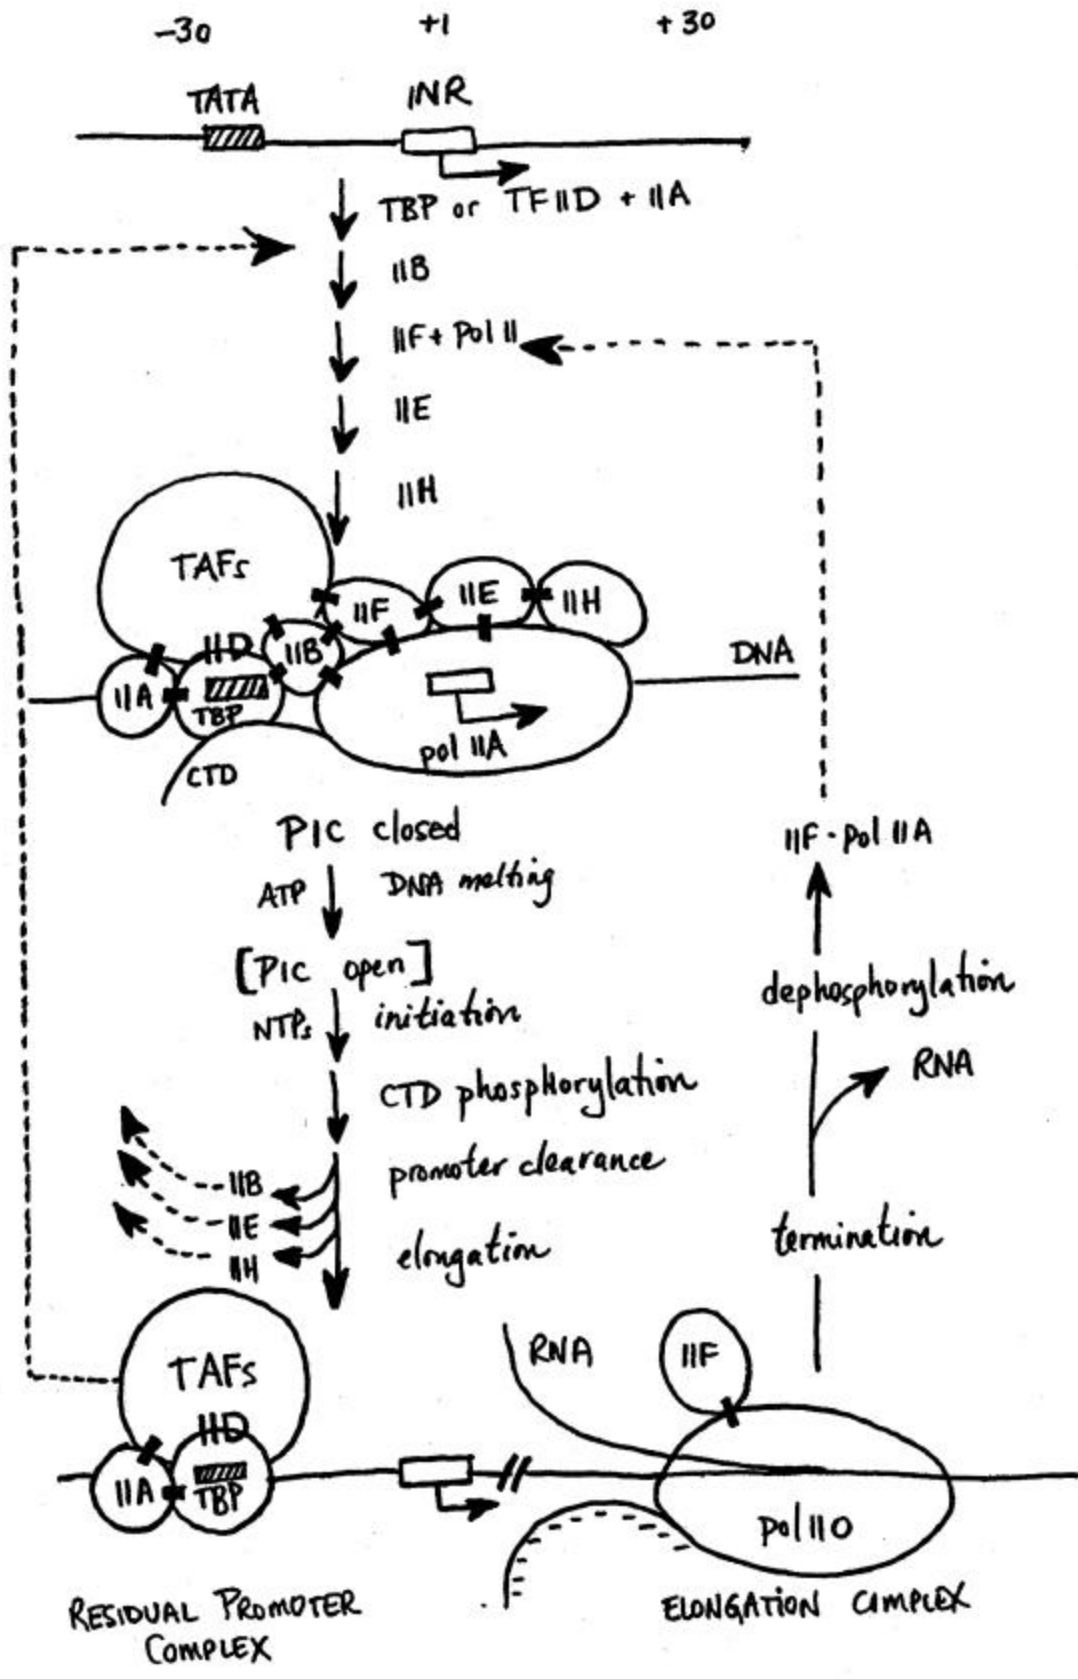 -30 +1 +30
TATA INR
TBP or TFIID + IIA
IIB
IIF + Pol II
IIE
IIH
TAFs
IIF IIE IIH
IID IIB
IIA TBP
DNA
pol IIA
CTD
PIC closed
IIF · pol IIA
ATP DNA melting
[PIC open]
dephosphorylation
NTPs initiation
RNA
CTD phosphorylation
promoter clearance
IIB
IIE
IIH
elongation
termination
TAFs
RNA
IIF
IID
IIA TBP
pol IIO
RESIDUAL PROMOTER
COMPLEX
ELONGATION COMPLEX